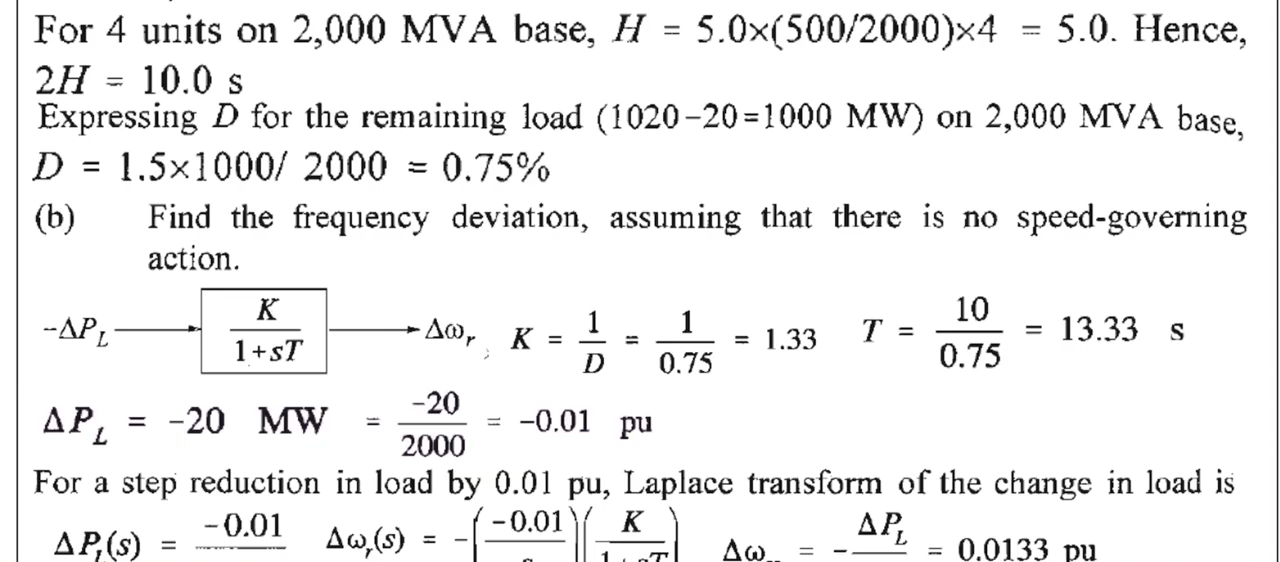 For 4 units on 2,000 MVA base, H = 5.0×(500/2000)×4 = 5.0. Hence,
2H = 10.0 s
Expressing D for the remaining load (1020−20=1000 MW) on 2,000 MVA base,
D = 1.5×1000/ 2000 = 0.75%
(b) Find the frequency deviation, assuming that there is no speed-governing
action.
-ΔP_L K/(1+sT) Δω_r K = 1/D = 1/0.75 = 1.33 T = 10/0.75 = 13.33 s
ΔP_L = −20 MW = −20/2000 = −0.01 pu
For a step reduction in load by 0.01 pu, Laplace transform of the change in load is
ΔP_L(s) = −0.01 Δω_r(s) = −(−0.01/s)(K/(1+sT)) Δω = −ΔP_L = 0.0133 pu